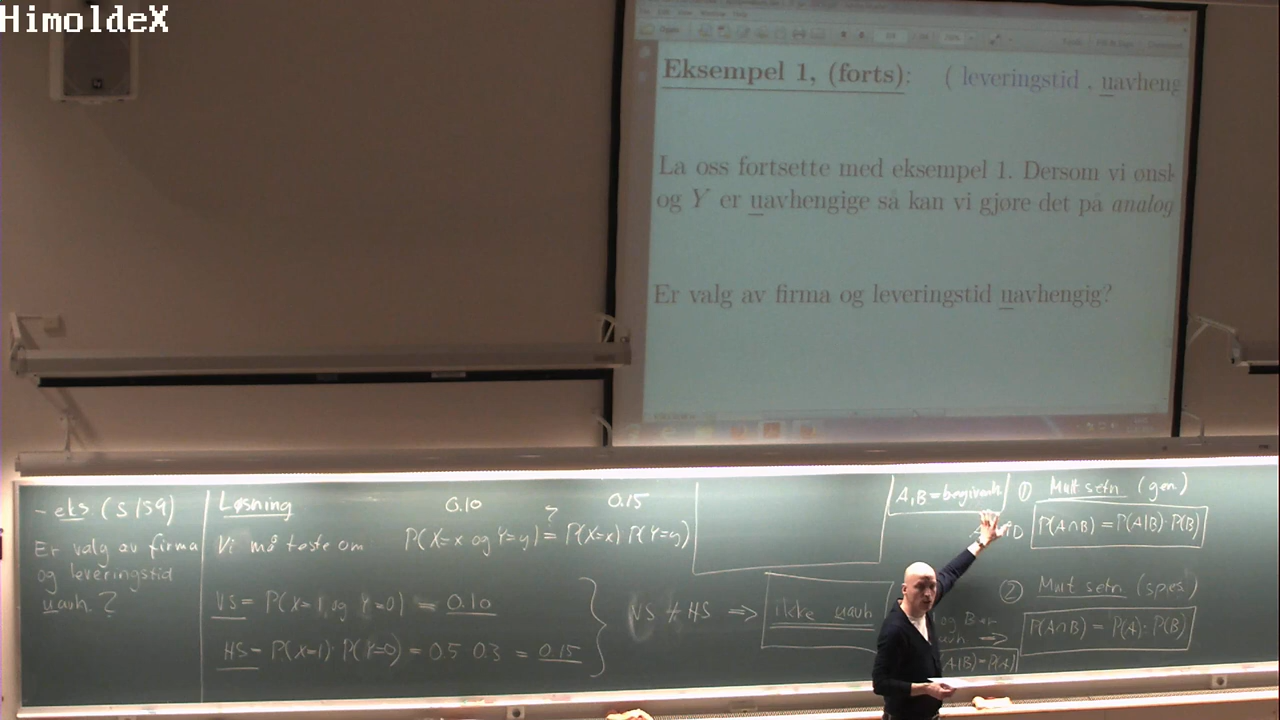 HimoldeX
Eksempel 1, (forts): ( leveringstid , uavheng
La oss fortsette med eksempel 1. Dersom vi ønsk
og Y er uavhengige så kan vi gjøre det på analog
Er valg av firma og leveringstid uavhengig?
- eks (s 159)
Er valg av firma
og leveringstid
uavh.?
Løsning
0.10 ? 0.15
Vi må teste om P(X=x og Y=y) = P(X=x) P(Y=y)
VS = P(X=1 og Y=0) = 0.10
HS = P(X=1) · P(Y=0) = 0.5 · 0.3 = 0.15
VS ≠ HS ⇒ ikke uavh
A, B = begivenh
① Mult setn (gen.)
P(A∩B) = P(A|B) · P(B)
② Mult setn (spes.)
og B er
⇒ P(A∩B) = P(A) · P(B)
(A|B) = P(A)